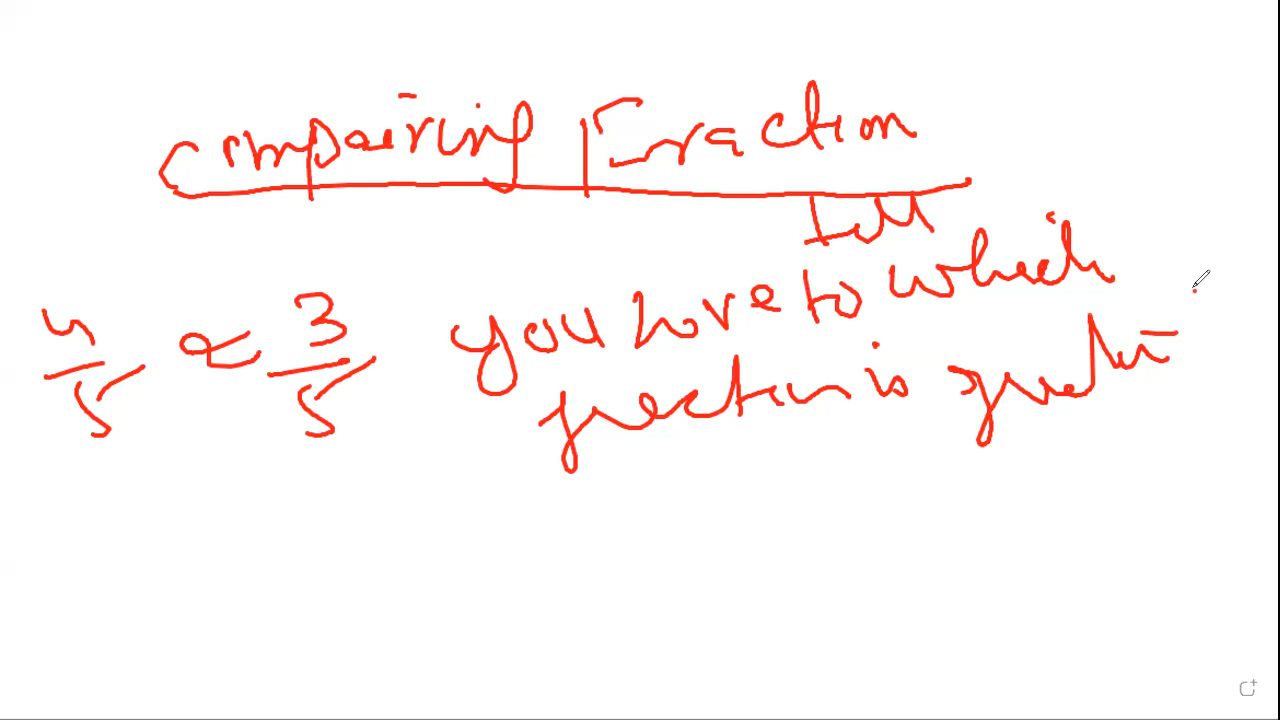 Compairing Fraction
4/5 & 3/5 you have to tell which
fraction is greater